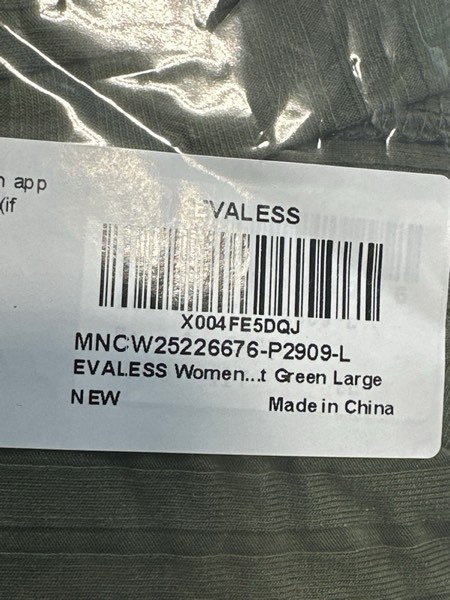 n app
(if
EVALESS
X004FE5DQJ
MNCW25226676-P2909-L
EVALESS Women...t Green Large
NEW
Made in China